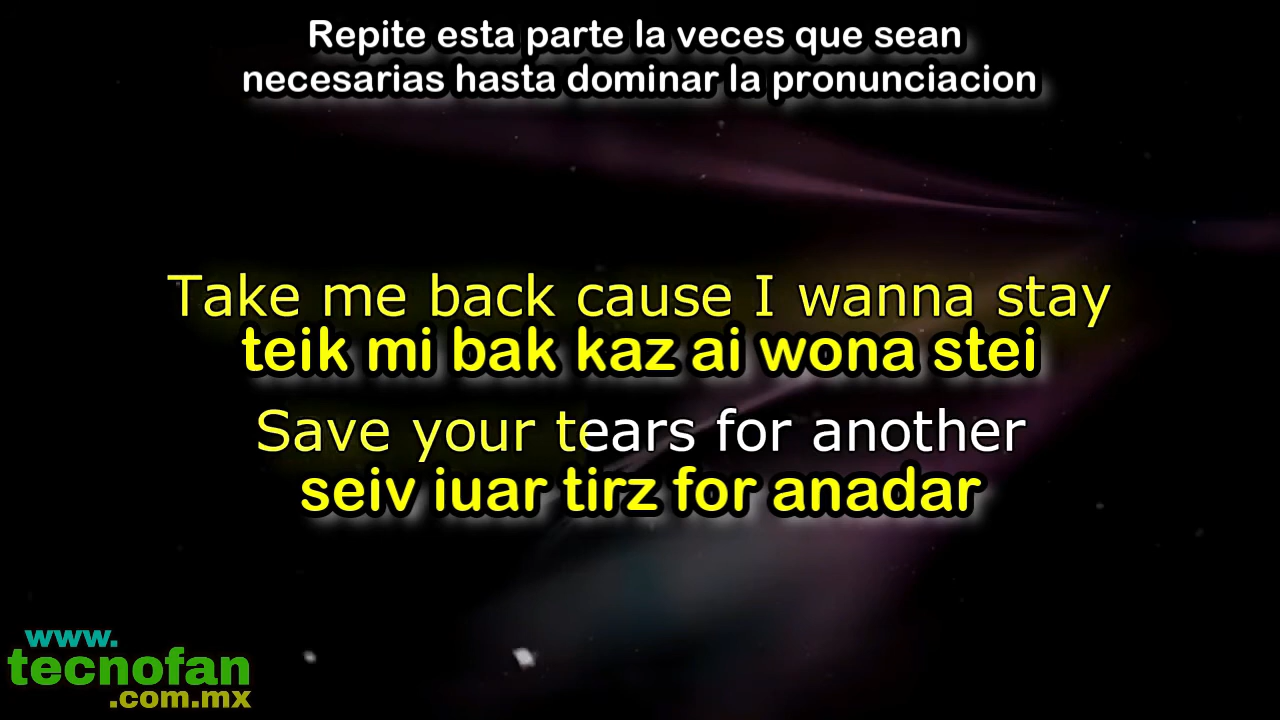 Repite esta parte la veces que sean
necesarias hasta dominar la pronunciacion
Take me back cause I wanna stay
teik mi bak kaz ai wona stei
Save your tears for another
seiv iuar tirz for anadar
www.
tecnofan
.com.mx